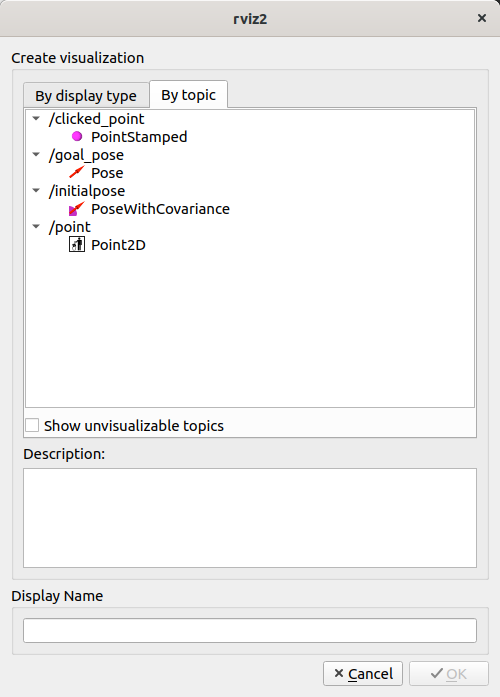 rviz2
Create visualization
By display type By topic
/clicked_point
PointStamped
/goal_pose
Pose
/initialpose
PoseWithCovariance
/point
Point2D
Show unvisualizable topics
Description:
Display Name
Cancel OK